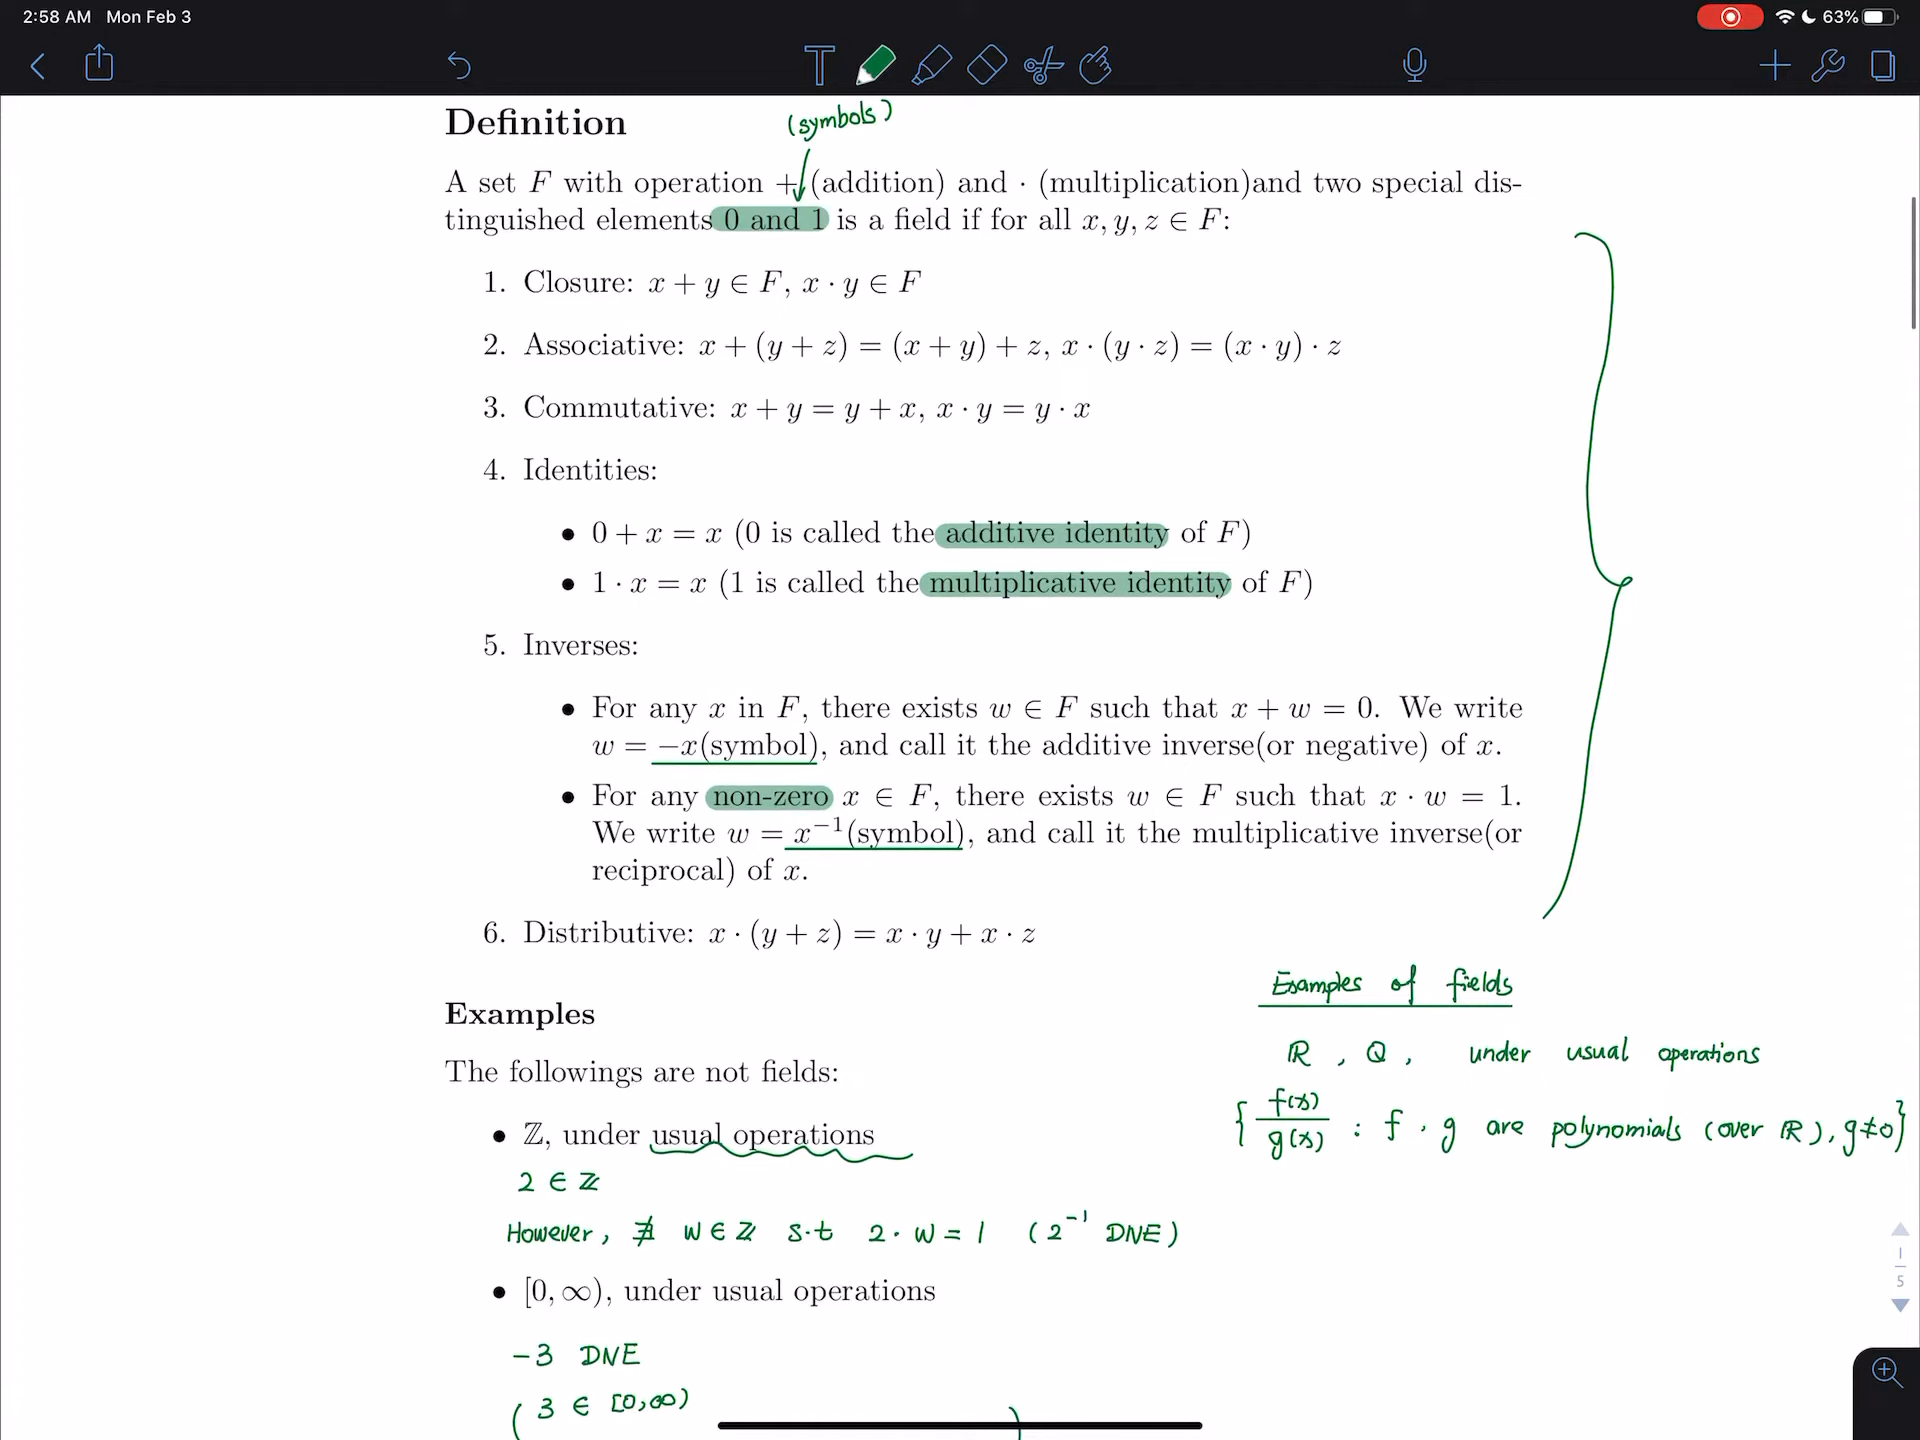 2:58 AM Mon Feb 3
63%
Definition
(symbols)
A set F with operation + (addition) and · (multiplication)and two special dis-
tinguished elements 0 and 1 is a field if for all x, y, z ∈ F:
1. Closure: x + y ∈ F, x · y ∈ F
2. Associative: x + (y + z) = (x + y) + z, x · (y · z) = (x · y) · z
3. Commutative: x + y = y + x, x · y = y · x
4. Identities:
• 0 + x = x (0 is called the additive identity of F)
• 1 · x = x (1 is called the multiplicative identity of F)
5. Inverses:
• For any x in F, there exists w ∈ F such that x + w = 0. We write
w = −x(symbol), and call it the additive inverse(or negative) of x.
• For any non-zero x ∈ F, there exists w ∈ F such that x · w = 1.
We write w = x⁻¹(symbol), and call it the multiplicative inverse(or
reciprocal) of x.
6. Distributive: x · (y + z) = x · y + x · z
Examples of fields
ℝ , ℚ , under usual operations
{ f(x)/g(x) : f , g are polynomials (over ℝ), g≠0}
Examples
The followings are not fields:
• ℤ, under usual operations
2 ∈ ℤ
However, ∄ w ∈ ℤ s.t 2 · w = 1 (2⁻¹ DNE)
• [0, ∞), under usual operations
-3 DNE
( 3 ∈ [0,∞) )
1
5